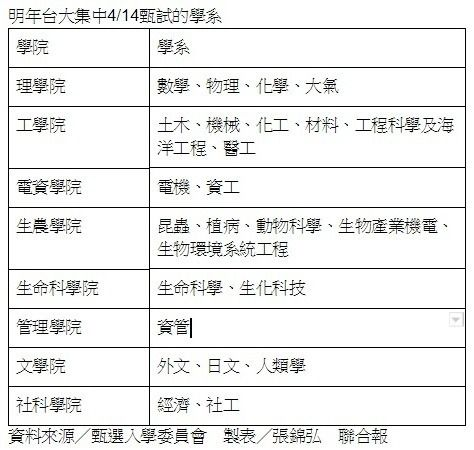 明年台大集中4/14甄試的學系
學院 學系
理學院 數學、物理、化學、大氣
工學院 土木、機械、化工、材料、工程科學及海
洋工程、醫工
電資學院 電機、資工
生農學院 昆蟲、植病、動物科學、生物產業機電、
生物環境系統工程
生命科學院 生命科學、生化科技
管理學院 資管
文學院 外文、日文、人類學
社科學院 經濟、社工
資料來源／甄選入學委員會 製表／張錦弘 聯合報